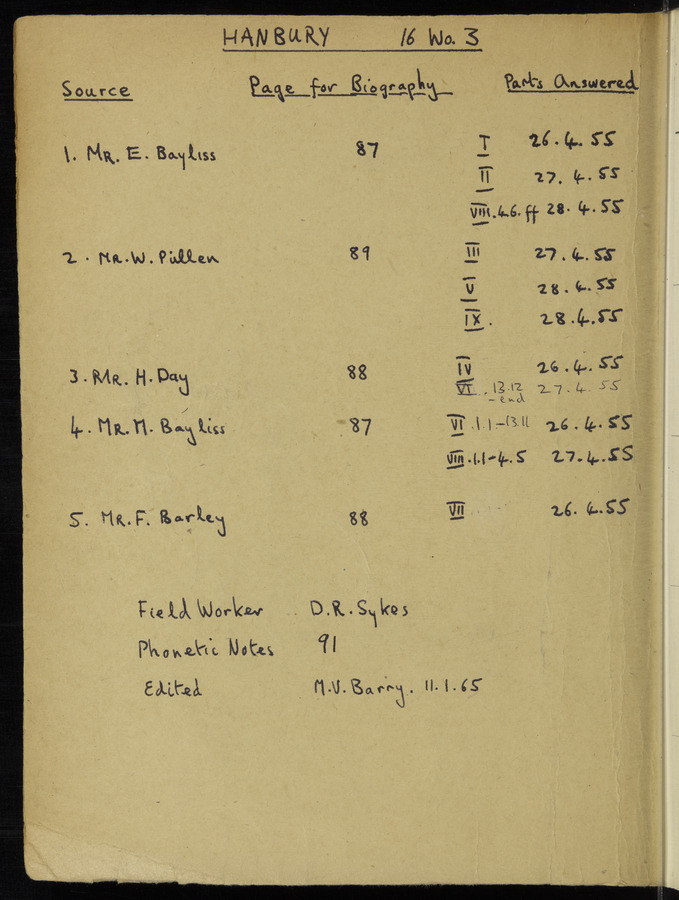 HANBURY 16 Wo. 3
Source Page for Biography Parts Answered
1. MR. E. Bayliss 87 I 26.4.55
II 27.4.55
VIII.4.6.ff 28.4.55
2. MR. W. Pullen 89 III 27.4.55
V 28.4.55
IX. 28.4.55
3. MR. H. Day 88 IV 26.4.55
VI. 13.12 27.4.55
-end
4. MR. M. Bayliss 87 VI.1.1-13.11 26.4.55
VIII.1.1-4.5 27.4.55
5. MR. F. Barley 88 VII 26.4.55
Field Worker .. D.R. Sykes
Phonetic Notes 91
Edited M.V. Barry. 11.1.65